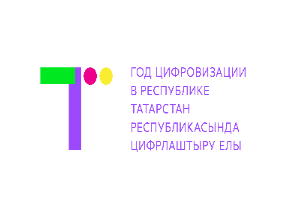 ГОД ЦИФРОВИЗАЦИИ
В РЕСПУБЛИКЕ
ТАТАРСТАН
РЕСПУБЛИКАСЫНДА
ЦИФРЛАШТЫРУ ЕЛЫ